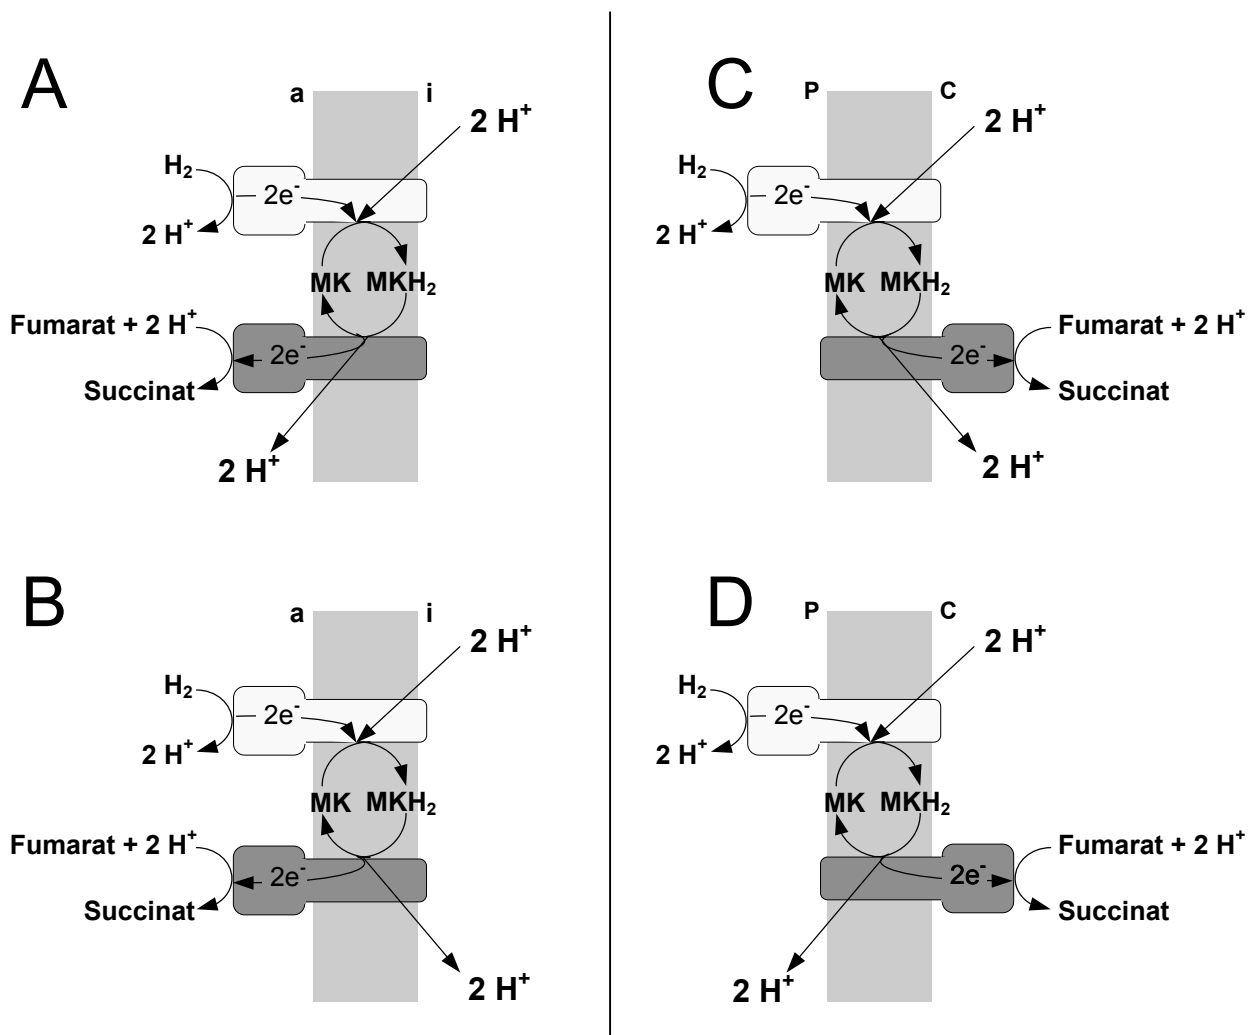 A
a
i
2 H⁺
H₂
2e⁻
2 H⁺
MK
MKH₂
Fumarat + 2 H⁺
2e⁻
Succinat
2 H⁺
B
a
i
2 H⁺
H₂
2e⁻
2 H⁺
MK
MKH₂
Fumarat + 2 H⁺
2e⁻
Succinat
2 H⁺
C
P
C
2 H⁺
H₂
2e⁻
2 H⁺
MK
MKH₂
Fumarat + 2 H⁺
2e⁻
Succinat
2 H⁺
D
P
C
2 H⁺
H₂
2e⁻
2 H⁺
MK
MKH₂
Fumarat + 2 H⁺
2e⁻
Succinat
2 H⁺